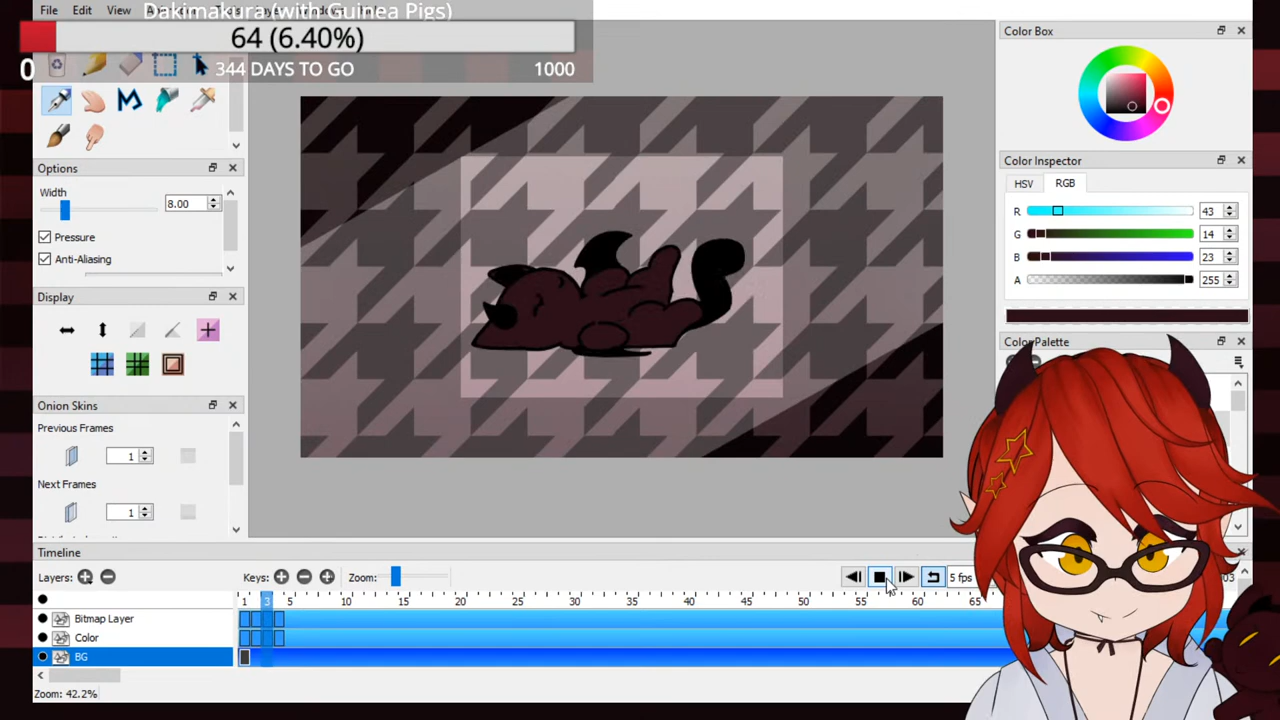 Dakimakura (with Guinea Pigs)
File Edit View
64 (6.40%)
0 344 DAYS TO GO 1000
Options
Width
8.00
Pressure
Anti-Aliasing
Display
Onion Skins
Previous Frames
1
Next Frames
1
Color Box
Color Inspector
HSV RGB
R 43
G 14
B 23
A 255
Color Palette
Timeline
Layers: Keys: Zoom: 5 fps
1 3 5 10 15 20 25 30 35 40 45 50 55 60 65
Bitmap Layer
Color
BG
Zoom: 42.2%